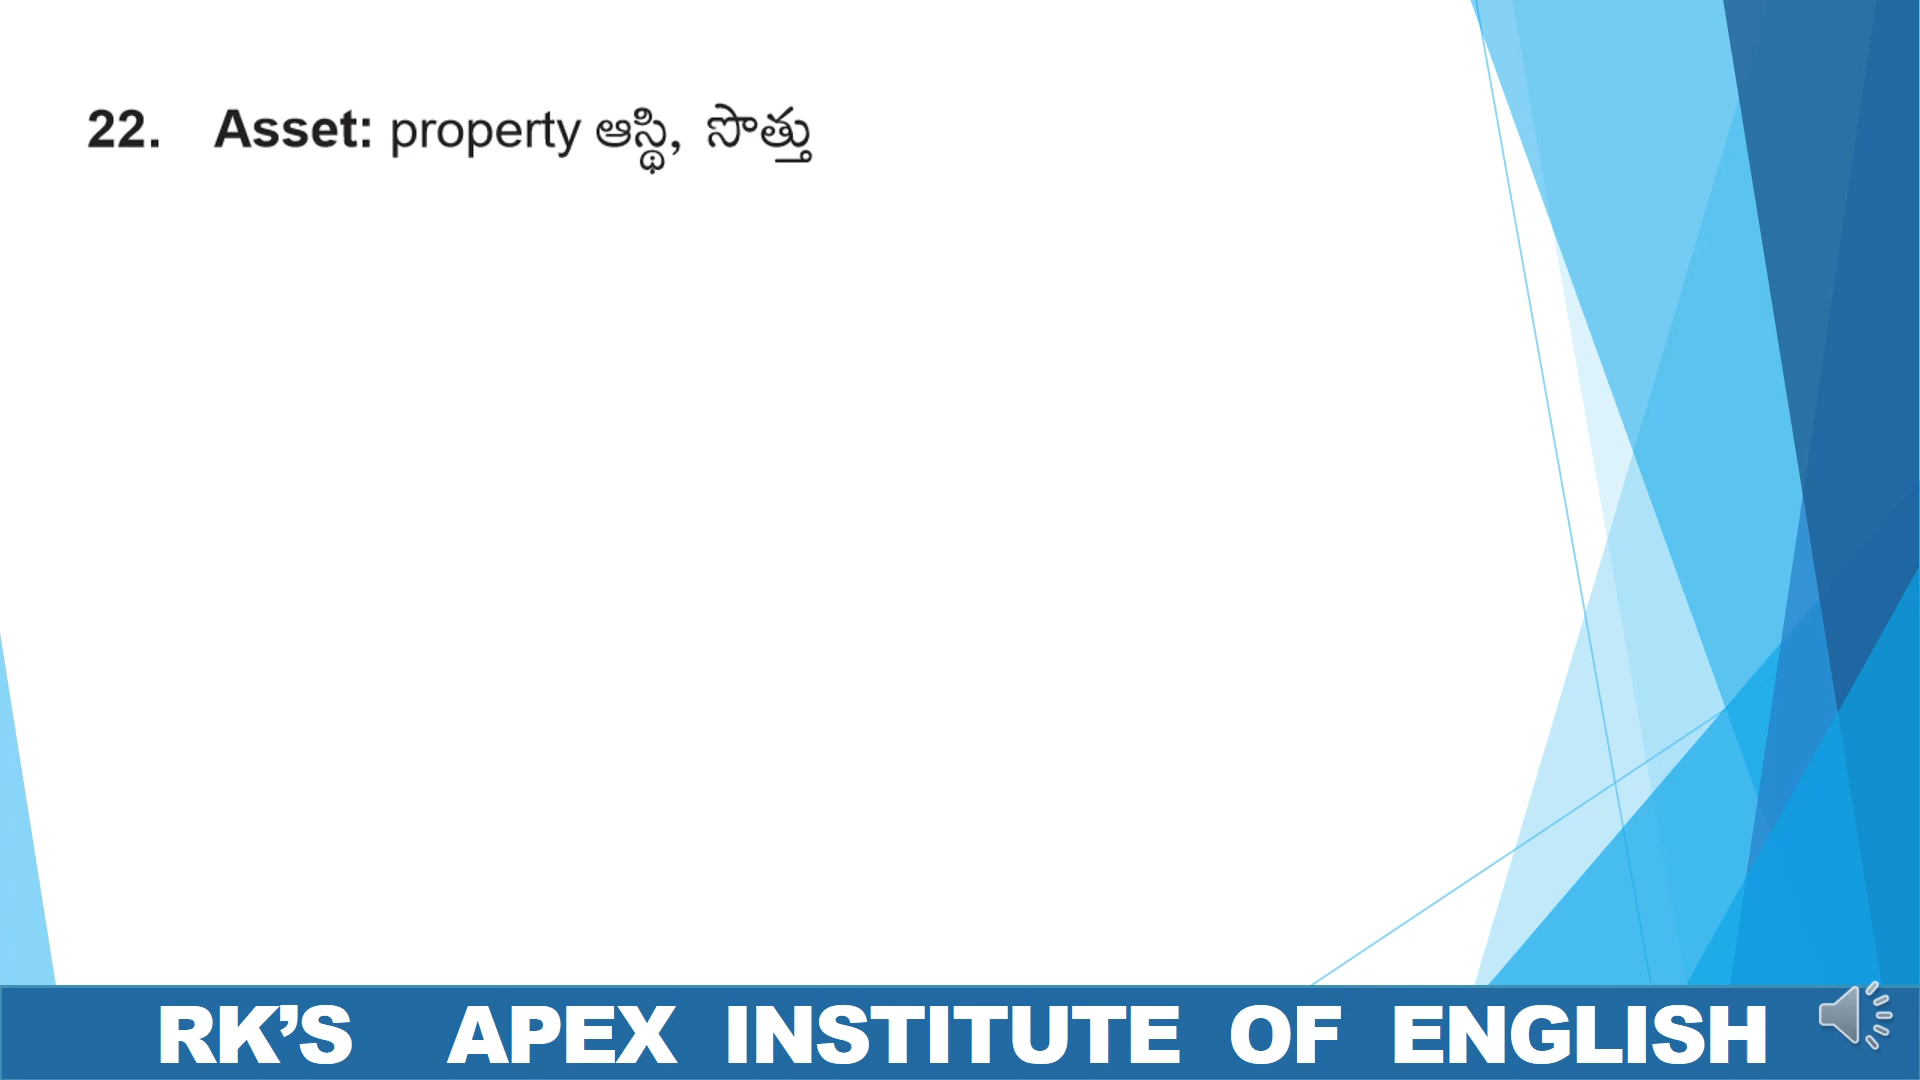 22. Asset: property ఆస్థి, సొత్తు
RK’S APEX INSTITUTE OF ENGLISH